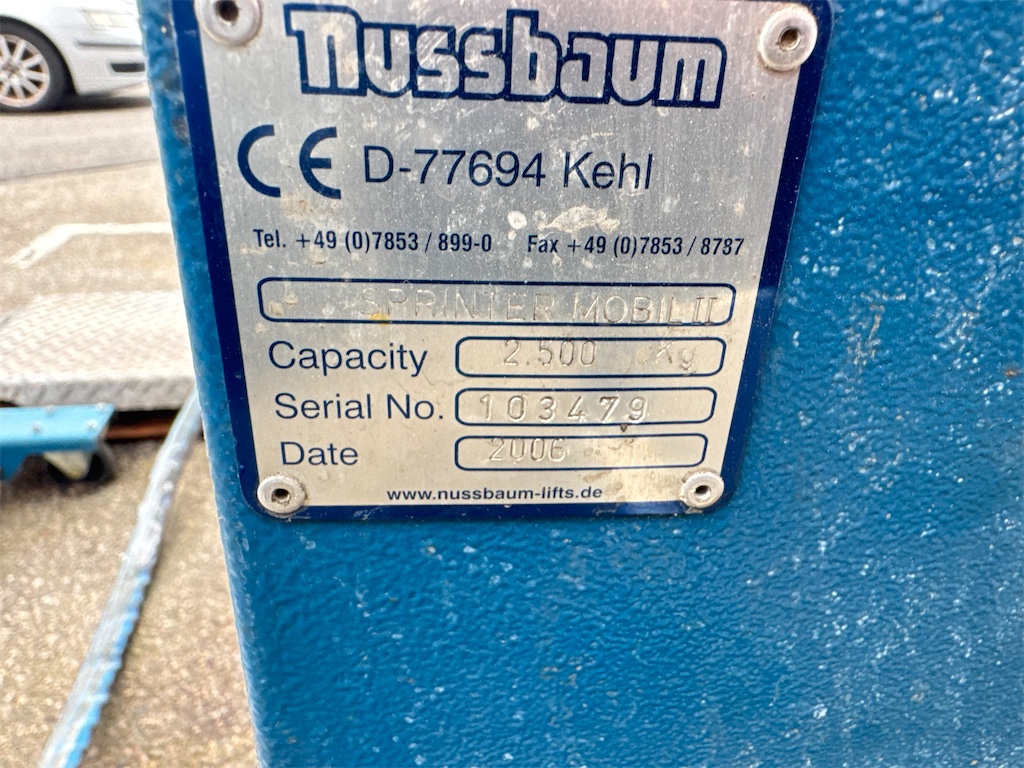 Nussbaum
CE D-77694 Kehl
Tel. +49 (0)7853 / 899-0 Fax +49 (0)7853 / 8787
SPRINTER MOBIL II
Capacity 2.500 Kg
Serial No. 103479
Date 2006
www.nussbaum-lifts.de